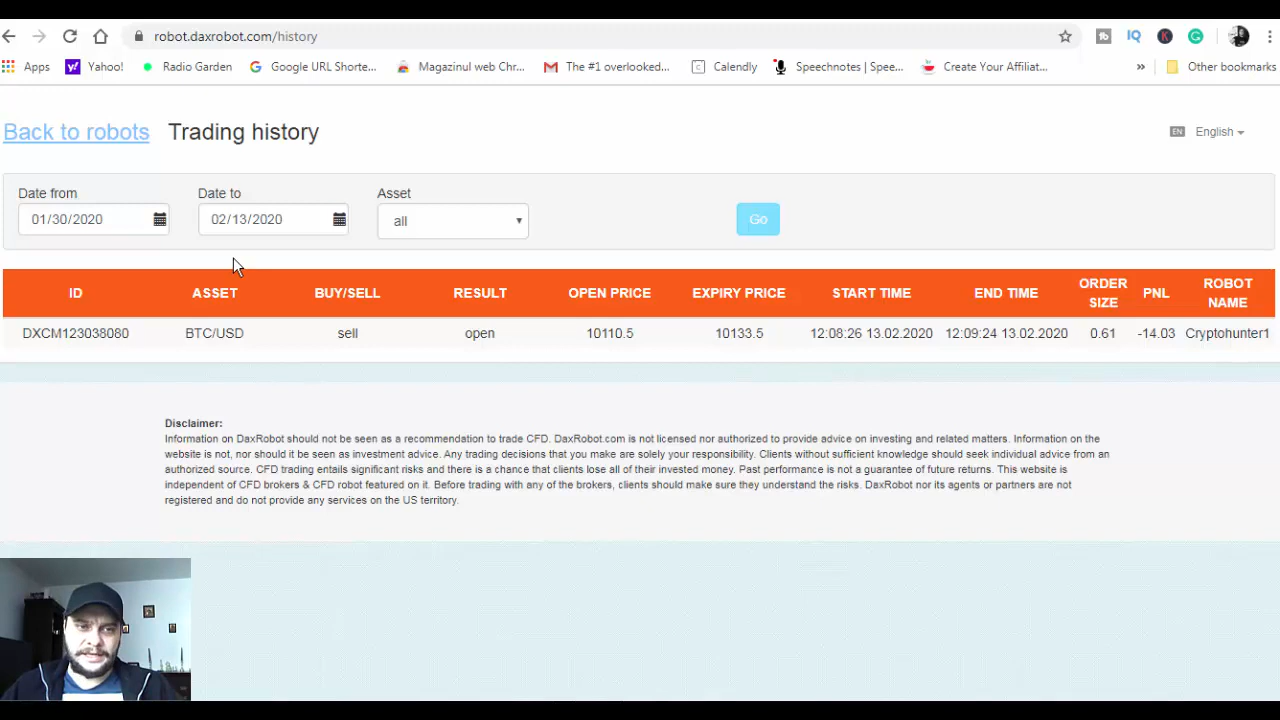 robot.daxrobot.com/history
Apps Yahoo! Radio Garden Google URL Shorte... Magazinul web Chr... The #1 overlooked... Calendly Speechnotes | Spee... Create Your Affiliat... » Other bookmarks
Back to robots Trading history EN English
Date from Date to Asset
01/30/2020 02/13/2020 all Go
ID ASSET BUY/SELL RESULT OPEN PRICE EXPIRY PRICE START TIME END TIME ORDER SIZE PNL ROBOT NAME
DXCM123038080 BTC/USD sell open 10110.5 10133.5 12:08:26 13.02.2020 12:09:24 13.02.2020 0.61 -14.03 Cryptohunter1
Disclaimer:
Information on DaxRobot should not be seen as a recommendation to trade CFD. DaxRobot.com is not licensed nor authorized to provide advice on investing and related matters. Information on the
website is not, nor should it be seen as investment advice. Any trading decisions that you make are solely your responsibility. Clients without sufficient knowledge should seek individual advice from an
authorized source. CFD trading entails significant risks and there is a chance that clients lose all of their invested money. Past performance is not a guarantee of future returns. This website is
independent of CFD brokers & CFD robot featured on it. Before trading with any of the brokers, clients should make sure they understand the risks. DaxRobot nor its agents or partners are not
registered and do not provide any services on the US territory.